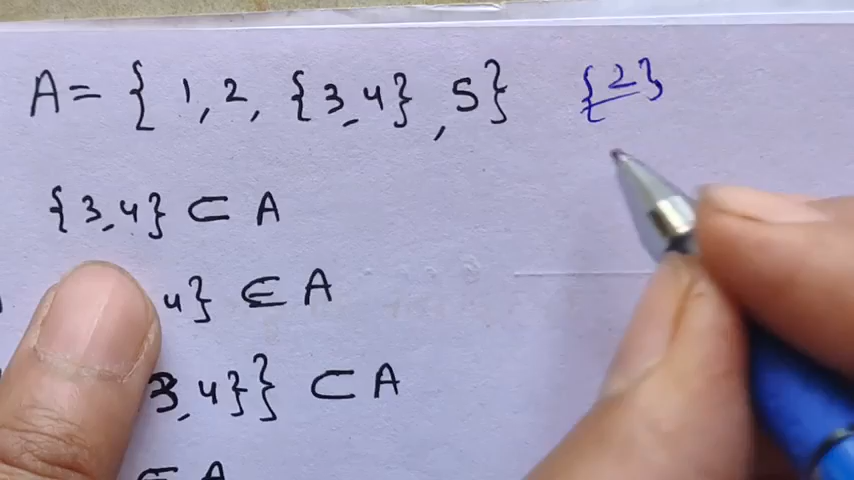 A = { 1, 2, {3, 4}, 5} {2}
{3, 4} ⊂ A
4} ∈ A
3, 4}} ⊂ A
∈ A